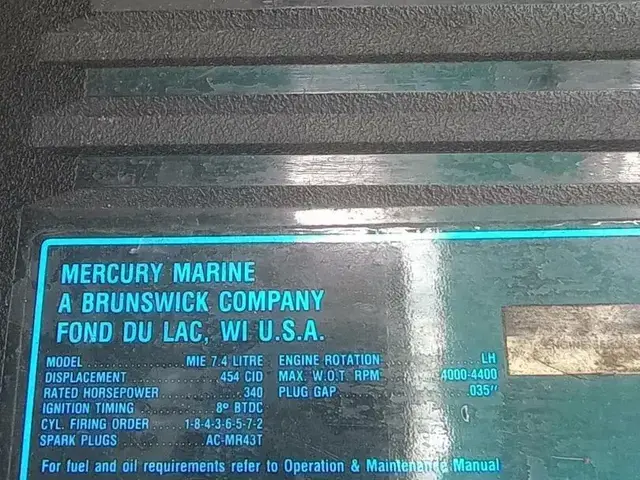 MERCURY MARINE
A BRUNSWICK COMPANY
FOND DU LAC, WI U.S.A.
MODEL .............. MIE 7.4 LITRE
DISPLACEMENT .......... 454 CID
RATED HORSEPOWER .......... 340
IGNITION TIMING ........ 8º BTDC
CYL. FIRING ORDER .. 1-8-4-3-6-5-7-2
SPARK PLUGS ........ AC-MR43T
ENGINE ROTATION .......... LH
MAX. W.O.T. RPM .... 4000-4400
PLUG GAP .......... .035"
For fuel and oil requirements refer to Operation & Maintenance Manual